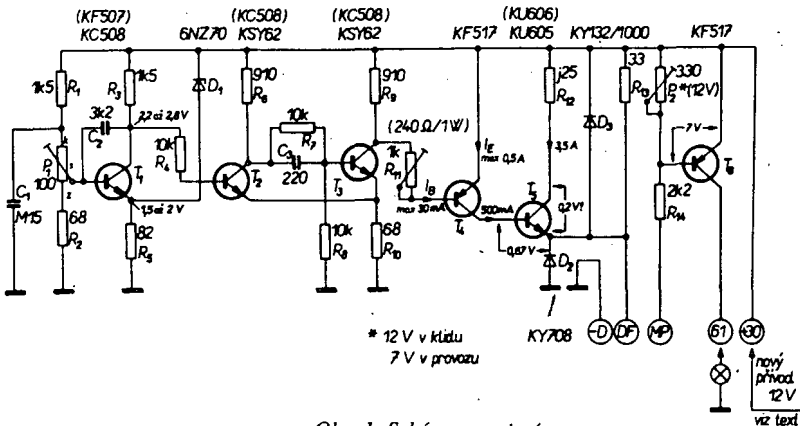 (KF507)
KC508
6NZ70
(KC508)
KSY62
(KC508)
KSY62
KF517
(KU606)
KU605
KY132/1000
KF517
1k5
R1
R3
1k5
D1
910
R6
910
R9
j25
R12
33
R13
330
P2 *(12V)
3k2
C2
2,2 až 2,8V
10k
R4
10k
R7
C3
220
(240 Ω/1W)
1k
R11
IE
max 0,5A
3,5A
D3
7V
P1
100
T1
T2
T3
IB
max 30mA
T4
500mA
T5
0,2V!
T6
C1
M15
68
R2
1,5 až 2V
82
R5
10k
R8
68
R10
0,67V
D2
2k2
R14
* 12 V v klidu
7 V v provozu
KY708
-D
DF
MP
61
+30
nový
přívod
12 V
viz text